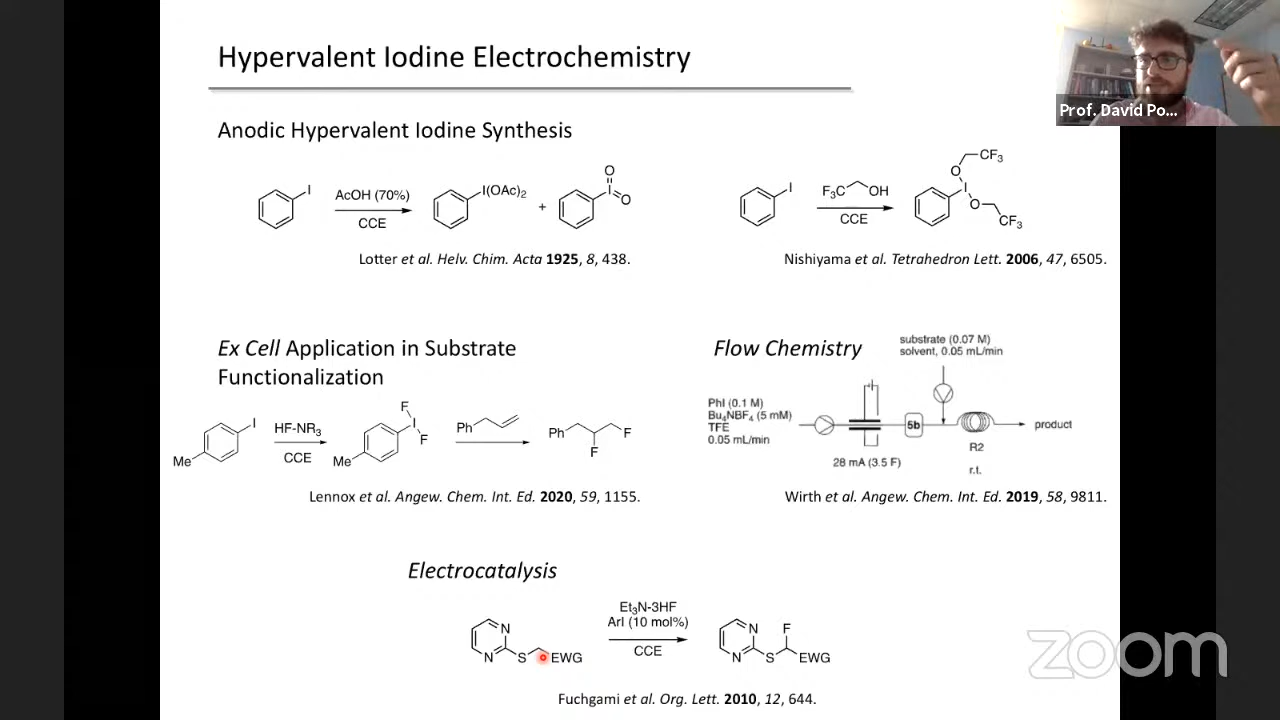 Hypervalent Iodine Electrochemistry
Prof. David Po...
Anodic Hypervalent Iodine Synthesis
I
AcOH (70%)
CCE
I(OAc)2
+
O
I
O
Lotter et al. Helv. Chim. Acta 1925, 8, 438.
I
F3C OH
CCE
O CF3
I
O
CF3
Nishiyama et al. Tetrahedron Lett. 2006, 47, 6505.
Ex Cell Application in Substrate
Functionalization
I
Me
HF-NR3
CCE
F
I
F
Me
Ph
Ph F
F
Lennox et al. Angew. Chem. Int. Ed. 2020, 59, 1155.
Flow Chemistry
substrate (0.07 M)
solvent, 0.05 mL/min
PhI (0.1 M)
Bu4NBF4 (5 mM)
TFE
0.05 mL/min
28 mA (3.5 F)
5b
R2
r.t.
product
Wirth et al. Angew. Chem. Int. Ed. 2019, 58, 9811.
Electrocatalysis
N
N S EWG
Et3N-3HF
ArI (10 mol%)
CCE
N F
N S EWG
Fuchgami et al. Org. Lett. 2010, 12, 644.
zoom